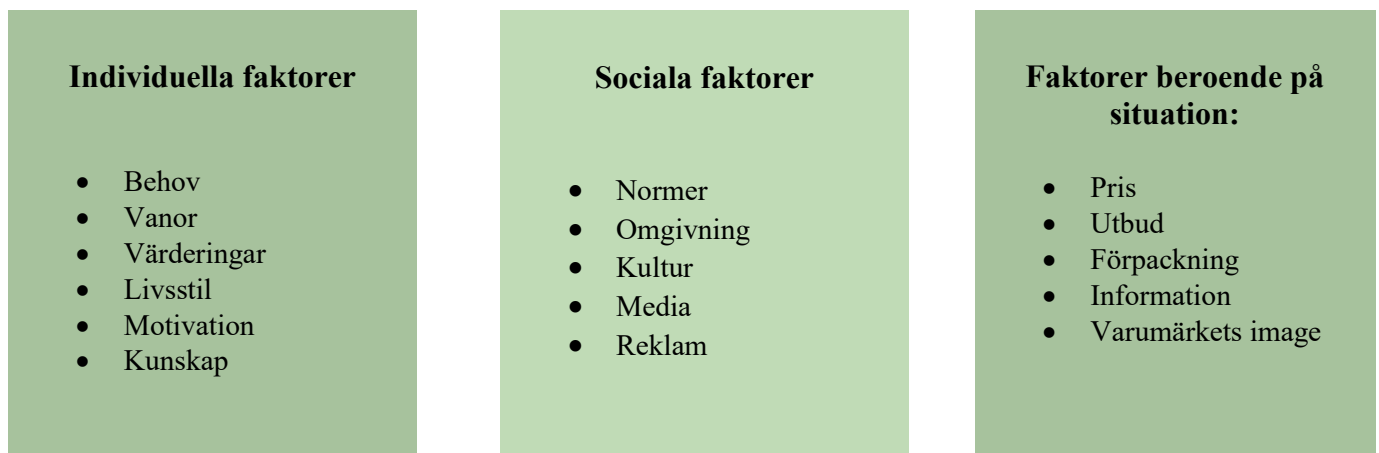 Individuella faktorer
• Behov
• Vanor
• Värderingar
• Livsstil
• Motivation
• Kunskap
Sociala faktorer
• Normer
• Omgivning
• Kultur
• Media
• Reklam
Faktorer beroende på
situation:
• Pris
• Utbud
• Förpackning
• Information
• Varumärkets image